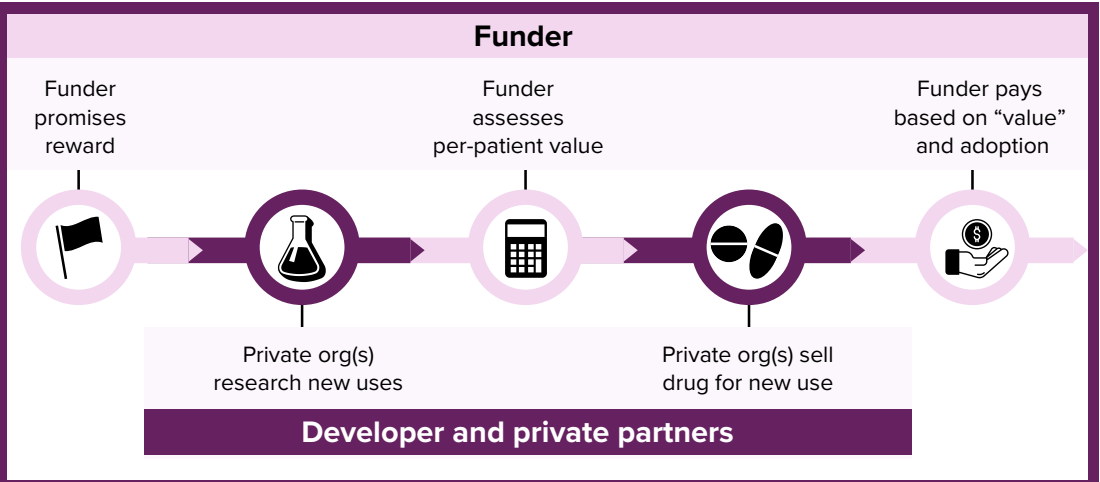 Funder
Funder
promises
reward
Funder
assesses
per-patient value
Funder pays
based on “value”
and adoption
$
Private org(s)
research new uses
Private org(s) sell
drug for new use
Developer and private partners